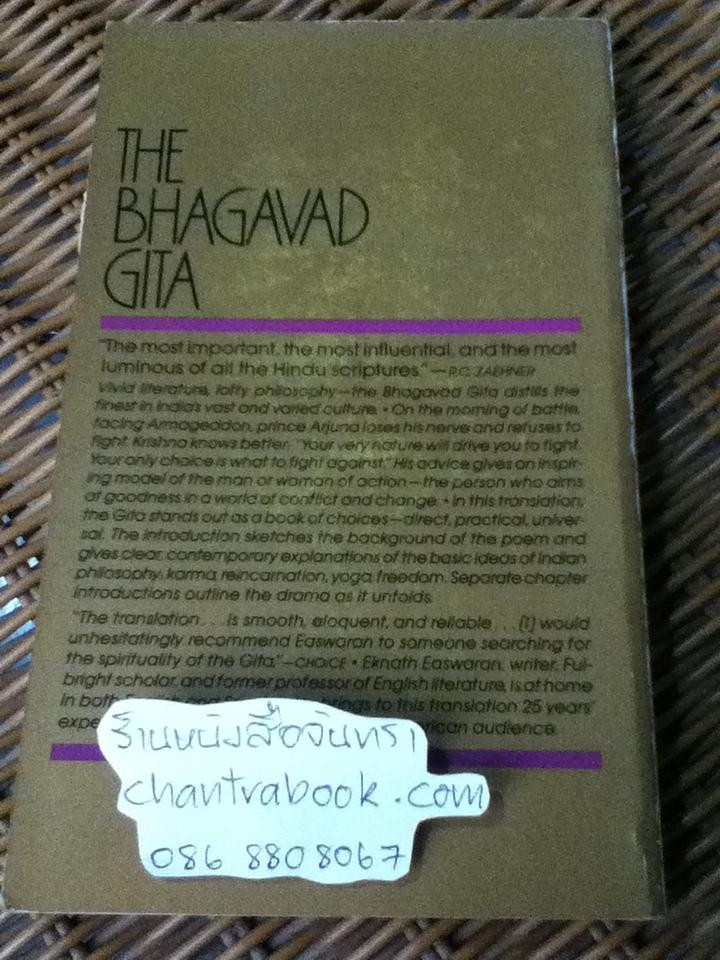 THE
BHAGAVAD
GITA
"The most important, the most influential, and the most
luminous of all the Hindu scriptures." — R.C. ZAEHNER
Vivid literature, lofty philosophy—the Bhagavad Gita distills the
finest in India's vast and varied culture. • On the morning of battle,
facing Armageddon, prince Arjuna loses his nerve and refuses to
fight. Krishna knows better. "Your very nature will drive you to fight.
Your only choice is what to fight against." His advice gives an inspir-
ing model of the man or woman of action—the person who aims
at goodness in a world of conflict and change. • In this translation,
the Gita stands out as a book of choices—direct, practical, univer-
sal. The introduction sketches the background of the poem and
gives clear, contemporary explanations of the basic ideas of Indian
philosophy: karma, reincarnation, yoga, freedom. Separate chapter
introductions outline the drama as it unfolds.
"The translation . . . is smooth, eloquent, and reliable . . . [I] would
unhesitatingly recommend Easwaran to someone searching for
the spirituality of the Gita."—CHOICE • Eknath Easwaran, writer, Ful-
bright scholar, and former professor of English literature, is at home
in both to this translation 25 years'
audience.
ร้านหนังสือจันทรา
chantrabook.com
086 8808067